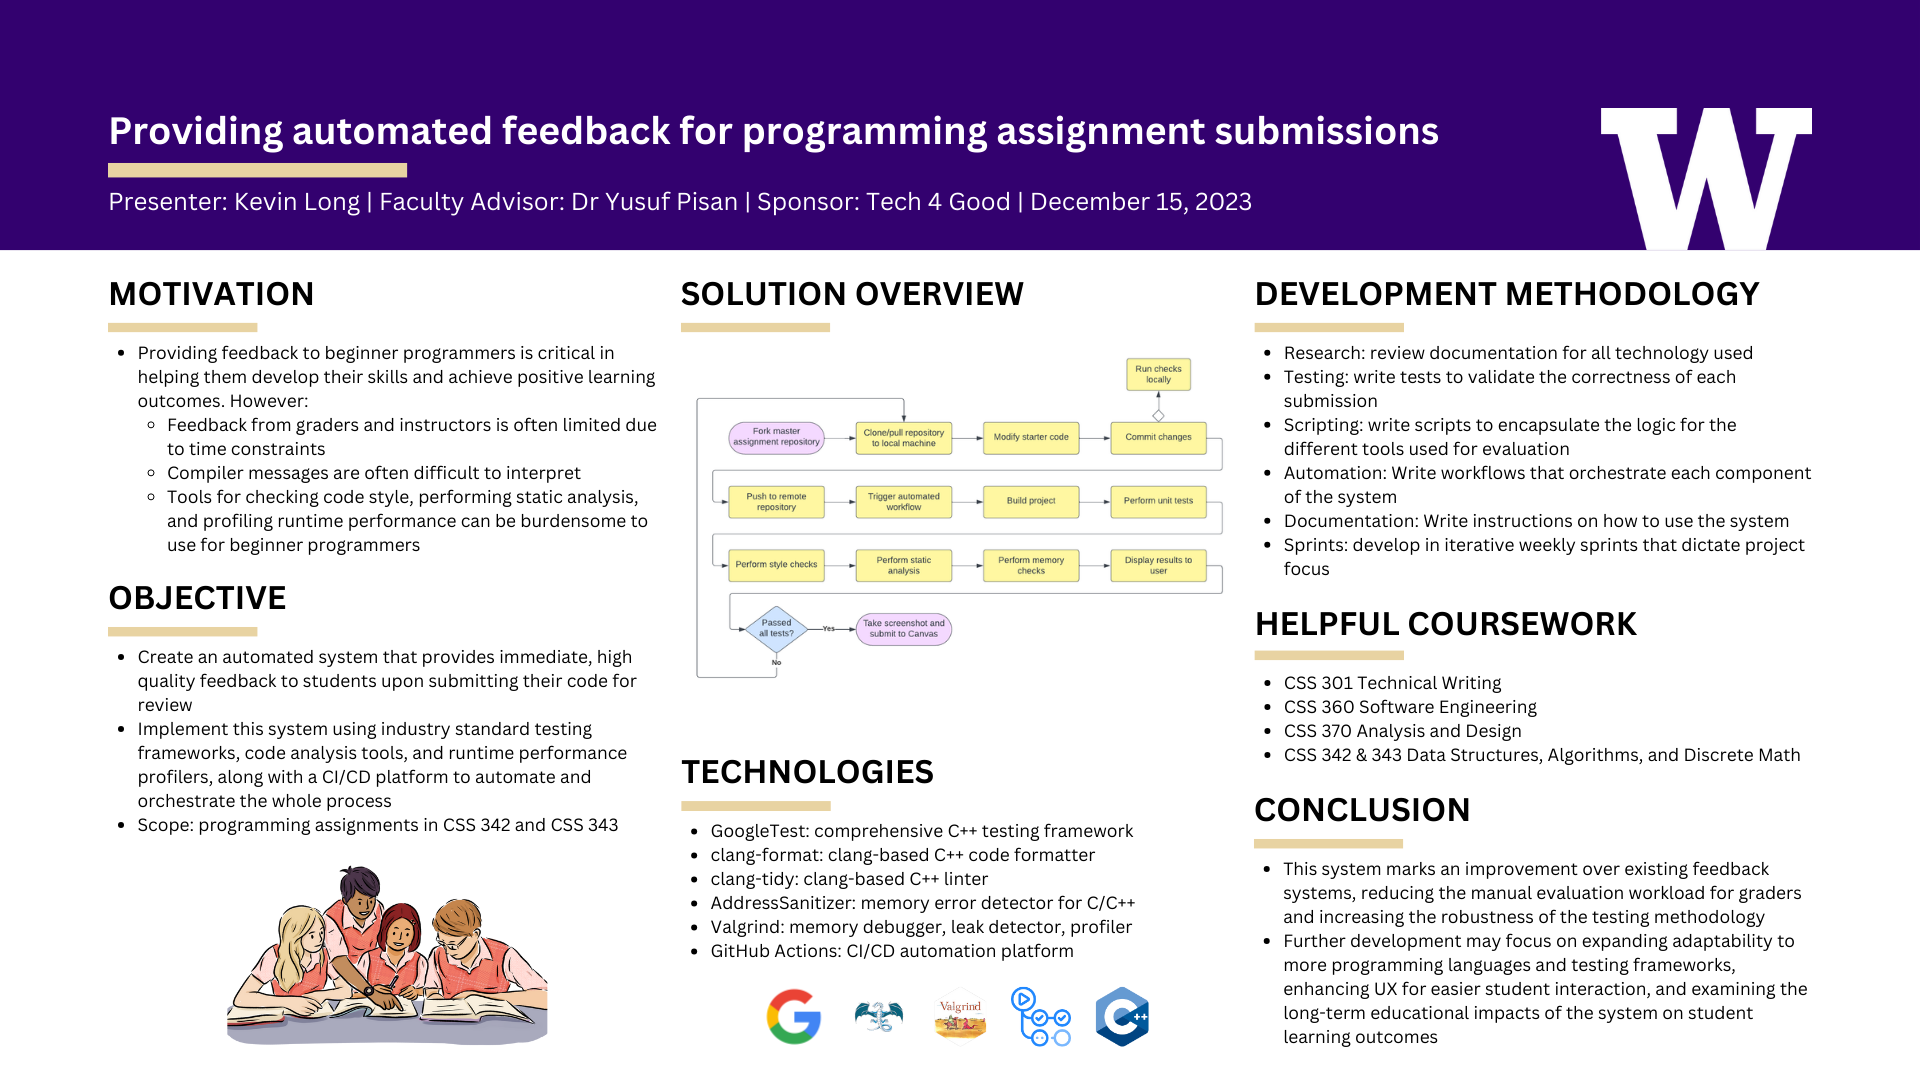 Providing automated feedback for programming assignment submissions
Presenter: Kevin Long | Faculty Advisor: Dr Yusuf Pisan | Sponsor: Tech 4 Good | December 15, 2023
W
MOTIVATION
• Providing feedback to beginner programmers is critical in
helping them develop their skills and achieve positive learning
outcomes. However:
◦ Feedback from graders and instructors is often limited due
to time constraints
◦ Compiler messages are often difficult to interpret
◦ Tools for checking code style, performing static analysis,
and profiling runtime performance can be burdensome to
use for beginner programmers
OBJECTIVE
• Create an automated system that provides immediate, high
quality feedback to students upon submitting their code for
review
• Implement this system using industry standard testing
frameworks, code analysis tools, and runtime performance
profilers, along with a CI/CD platform to automate and
orchestrate the whole process
• Scope: programming assignments in CSS 342 and CSS 343
SOLUTION OVERVIEW
Run checks
locally
Fork master
assignment repository
Clone/pull repository
to local machine
Modify starter code
Commit changes
Push to remote
repository
Trigger automated
workflow
Build project
Perform unit tests
Perform style checks
Perform static
analysis
Perform memory
checks
Display results to
user
Passed
all tests?
Yes
Take screenshot and
submit to Canvas
No
TECHNOLOGIES
• GoogleTest: comprehensive C++ testing framework
• clang-format: clang-based C++ code formatter
• clang-tidy: clang-based C++ linter
• AddressSanitizer: memory error detector for C/C++
• Valgrind: memory debugger, leak detector, profiler
• GitHub Actions: CI/CD automation platform
G
Valgrind
C++
DEVELOPMENT METHODOLOGY
• Research: review documentation for all technology used
• Testing: write tests to validate the correctness of each
submission
• Scripting: write scripts to encapsulate the logic for the
different tools used for evaluation
• Automation: Write workflows that orchestrate each component
of the system
• Documentation: Write instructions on how to use the system
• Sprints: develop in iterative weekly sprints that dictate project
focus
HELPFUL COURSEWORK
• CSS 301 Technical Writing
• CSS 360 Software Engineering
• CSS 370 Analysis and Design
• CSS 342 & 343 Data Structures, Algorithms, and Discrete Math
CONCLUSION
• This system marks an improvement over existing feedback
systems, reducing the manual evaluation workload for graders
and increasing the robustness of the testing methodology
• Further development may focus on expanding adaptability to
more programming languages and testing frameworks,
enhancing UX for easier student interaction, and examining the
long-term educational impacts of the system on student
learning outcomes